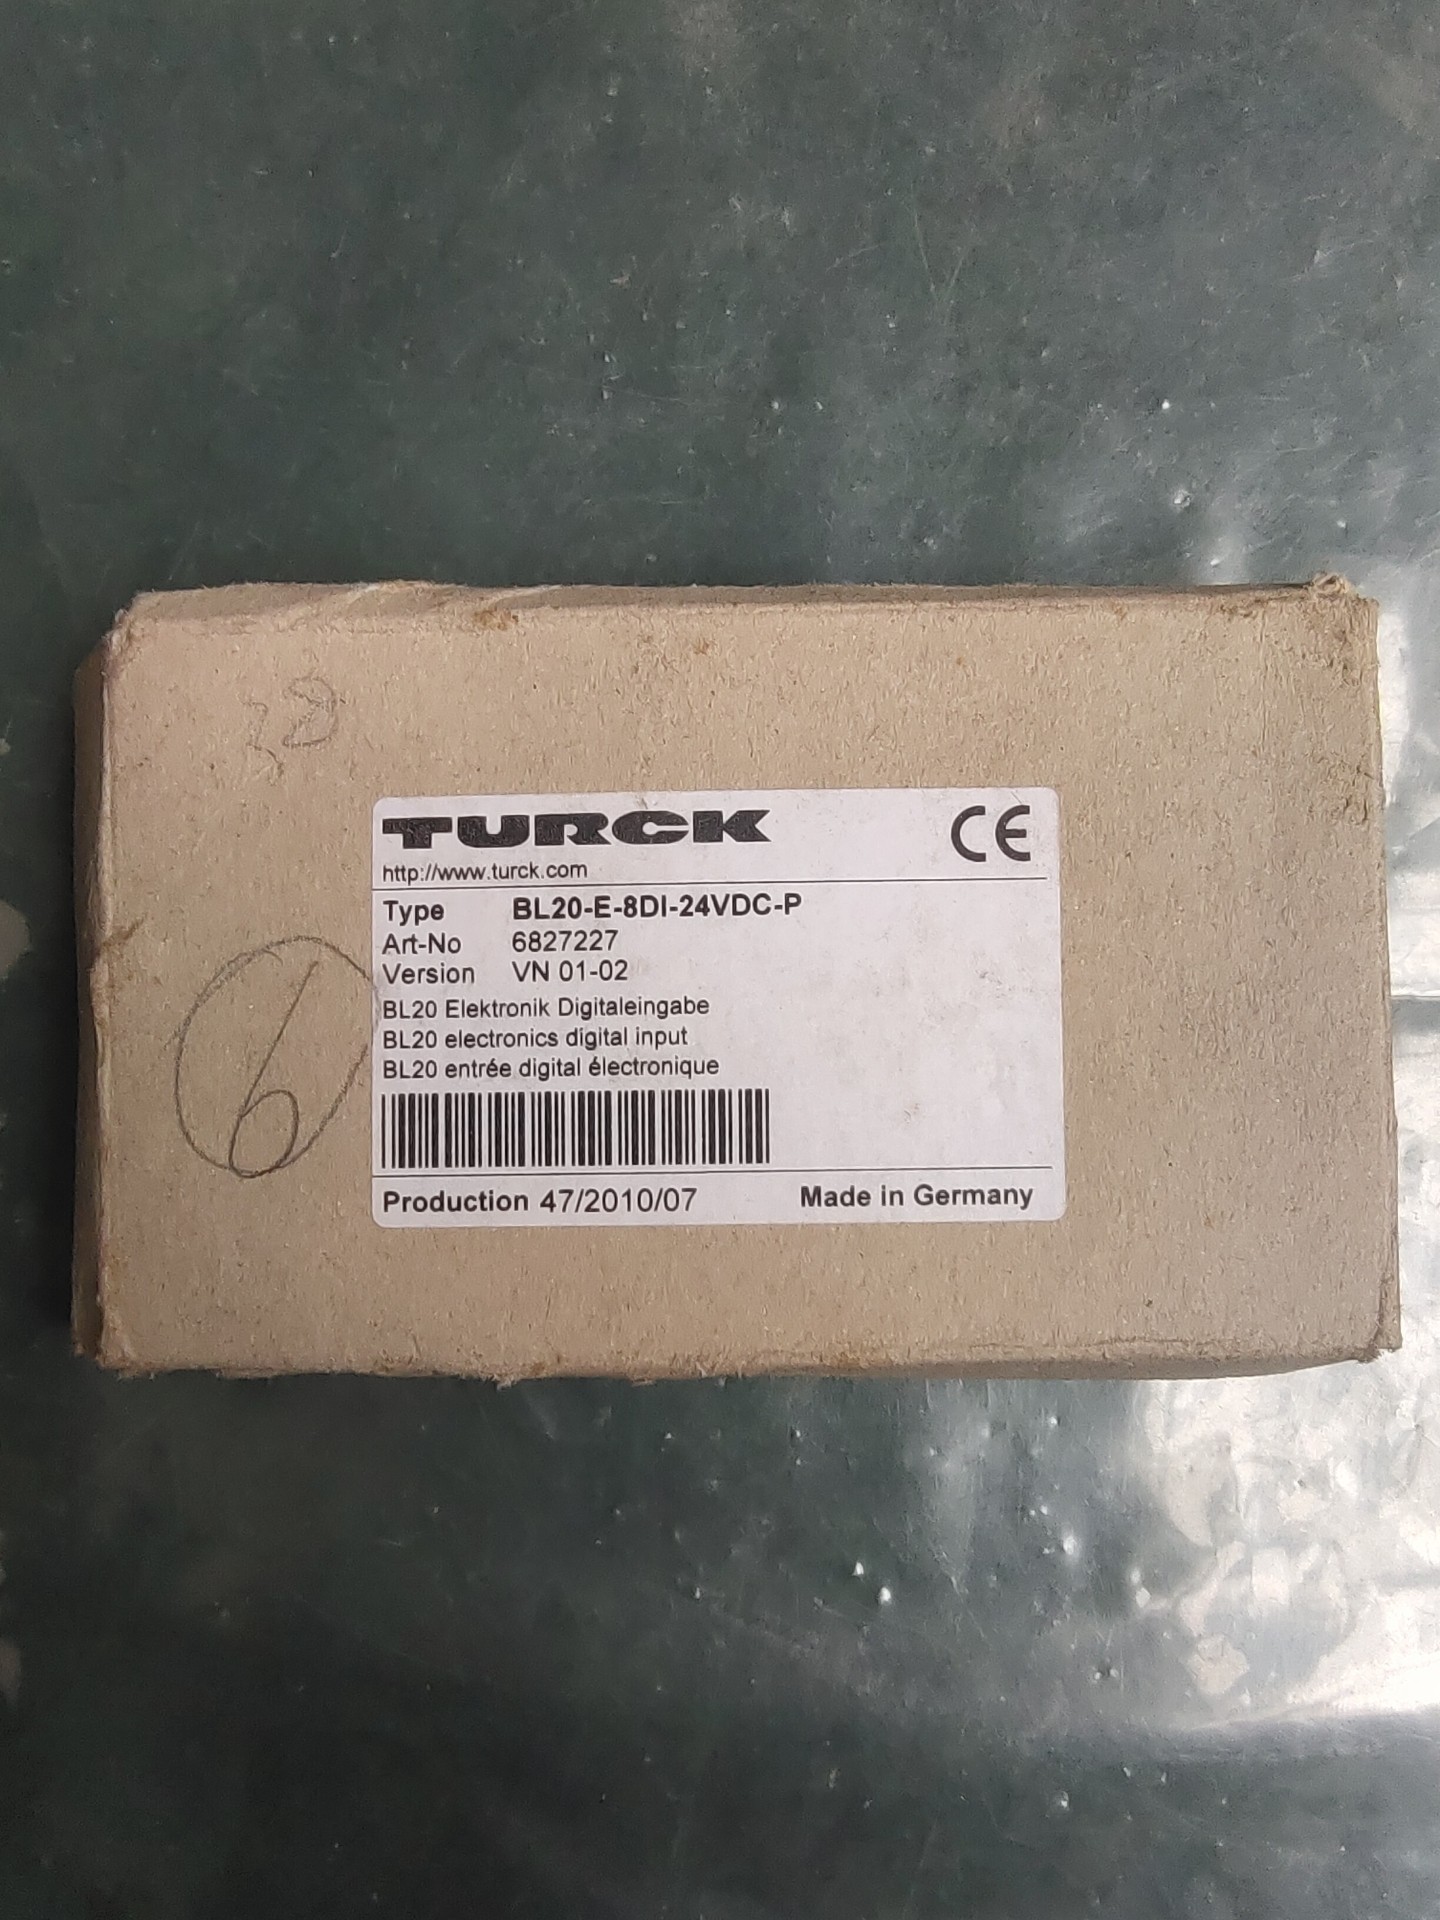 TURCK CE
http://www.turck.com
Type BL20-E-8DI-24VDC-P
Art-No 6827227
Version VN 01-02
BL20 Elektronik Digitaleingabe
BL20 electronics digital input
BL20 entrée digital électronique
Production 47/2010/07 Made in Germany
6